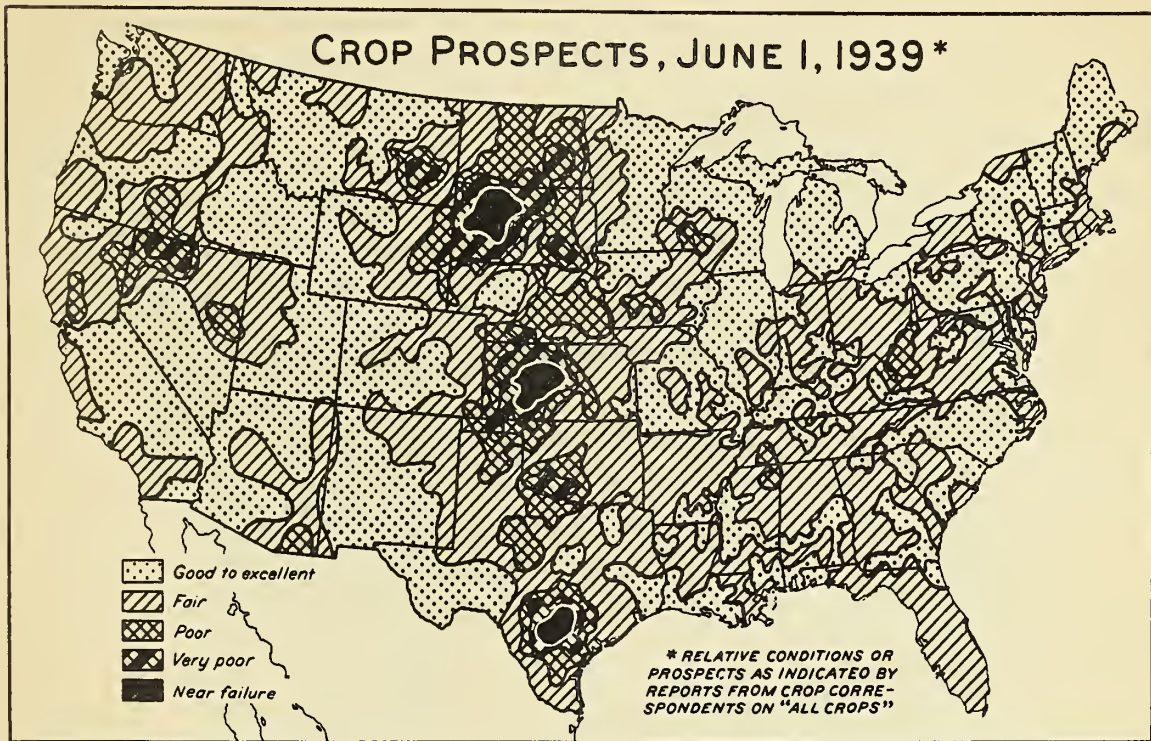 CROP PROSPECTS, JUNE 1, 1939*
Good to excellent
Fair
Poor
Very poor
Near failure
* RELATIVE CONDITIONS OR
PROSPECTS AS INDICATED BY
REPORTS FROM CROP CORRE-
SPONDENTS ON "ALL CROPS"